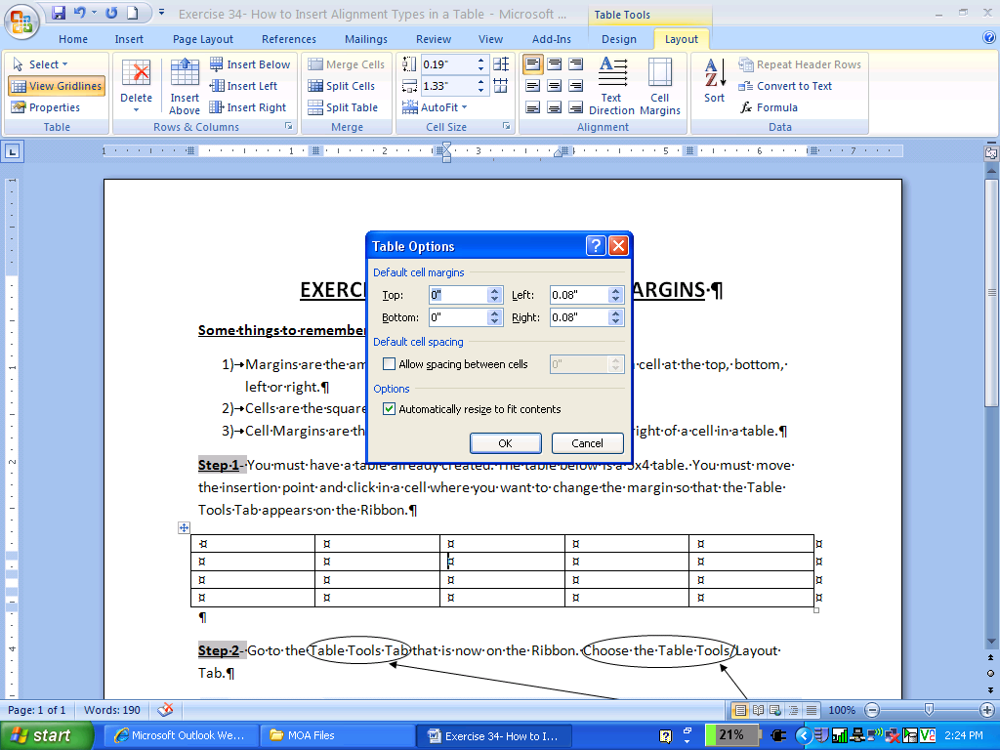 Exercise 34- How to Insert Alignment Types in a Table - Microsoft ...
Table Tools
Home Insert Page Layout References Mailings Review View Add-Ins Design Layout
Select
View Gridlines
Properties
Table
Delete
Insert Above
Insert Below
Insert Left
Insert Right
Rows & Columns
Merge Cells
Split Cells
Split Table
Merge
0.19"
1.33"
AutoFit
Cell Size
Text Direction
Cell Margins
Alignment
Sort
Repeat Header Rows
Convert to Text
Formula
Data
1 1 2 3 5 6 7
Table Options
Default cell margins
Top: 0" Left: 0.08"
Bottom: 0" Right: 0.08"
Default cell spacing
Allow spacing between cells 0"
Options
Automatically resize to fit contents
OK Cancel
ARGINS·¶
Some·things·to·remember
1)→Margins·are·the·am cell·at·the·top,·bottom,·
left·or·right.¶
2)→Cells·are·the·square
3)→Cell·Margins·are·th right·of·a·cell·in·a·table.¶
Step·1-·You·must·have·a·table·already·created.·The·table·below·is·a·5x4·table.··You·must·move·
the·insertion·point·and·click·in·a·cell·where·you·want·to·change·the·margin·so·that·the·Table·
Tools·Tab·appears·on·the·Ribbon.¶
¤ ¤ ¤ ¤ ¤ ¤
¤ ¤ ¤ ¤ ¤ ¤
¤ ¤ ¤ ¤ ¤ ¤
¤ ¤ ¤ ¤ ¤ ¤
¶
Step·2-·Go·to·the·Table·Tools·Tab·that·is·now·on·the·Ribbon.··Choose·the·Table·Tools/Layout·
Tab.¶
Page: 1 of 1 Words: 190 100%
start Microsoft Outlook We... MOA Files Exercise 34- How to I... 21% 2:24 PM